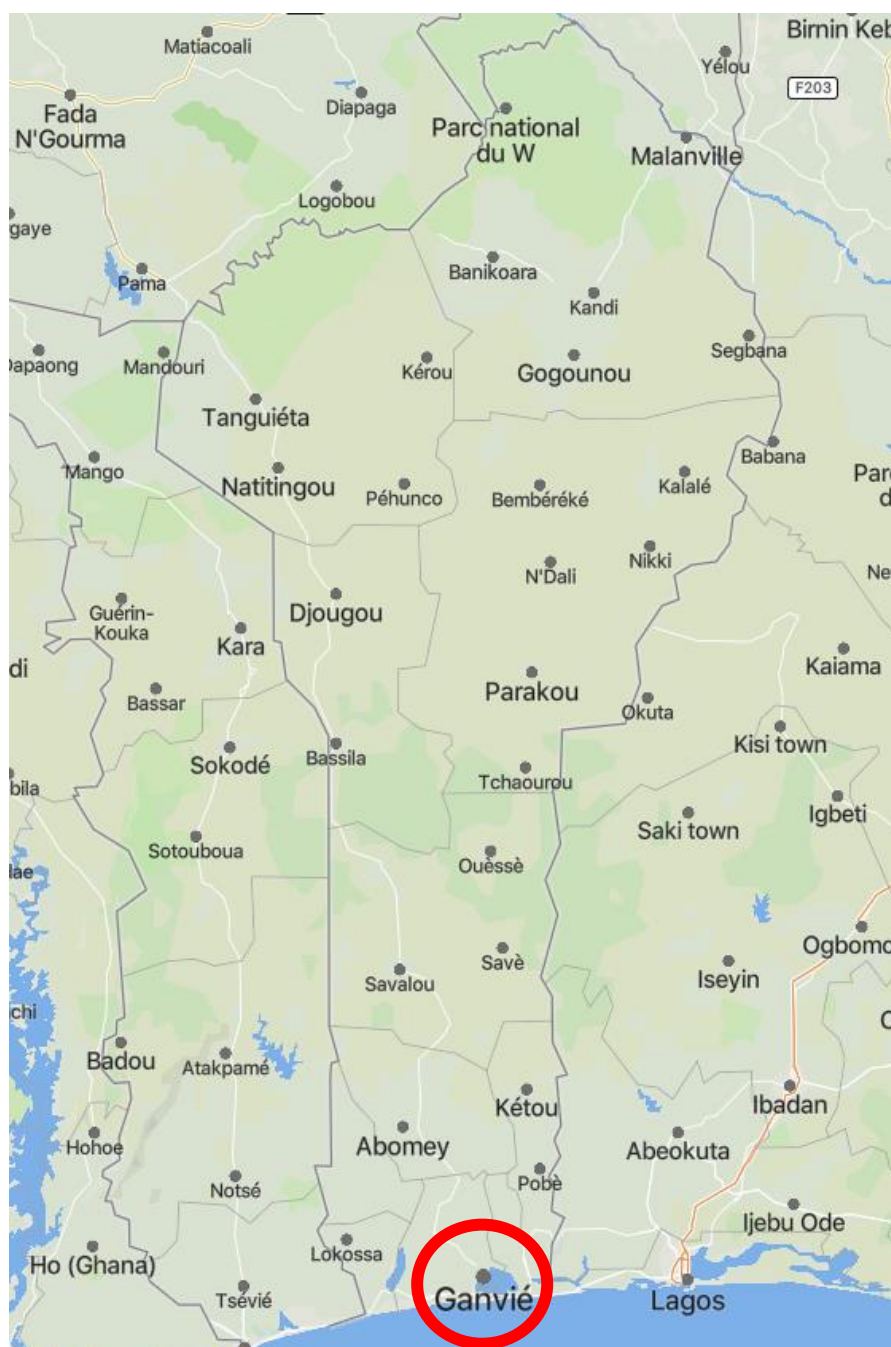 Birnin Keb
Matiacoali
Yélou
F203
Diapaga
Fada
N'Gourma
Parc national
du W
Malanville
Logobou
gaye
Banikoara
Pama
Kandi
Dapaong
Mandouri
Kérou
Gogounou
Segbana
Tanguiéta
Babana
Mango
Natitingou
Péhunco
Bembéréké
Kalalé
Par
d
N'Dali
Nikki
Ne
Guérin-
Kouka
Djougou
Kara
di
Kaiama
Bassar
Parakou
Okuta
Sokodé
Bassila
Kisi town
Tchaourou
bila
Igbeti
Saki town
Sotouboua
Ouèssè
lae
Ogbomo
Savè
Iseyin
Savalou
chi
C
Badou
Atakpamé
Kétou
Ibadan
Hohoe
Abomey
Abeokuta
Notsé
Pobè
Ijebu Ode
Lokossa
Ho (Ghana)
Tsévié
Ganvié
Lagos